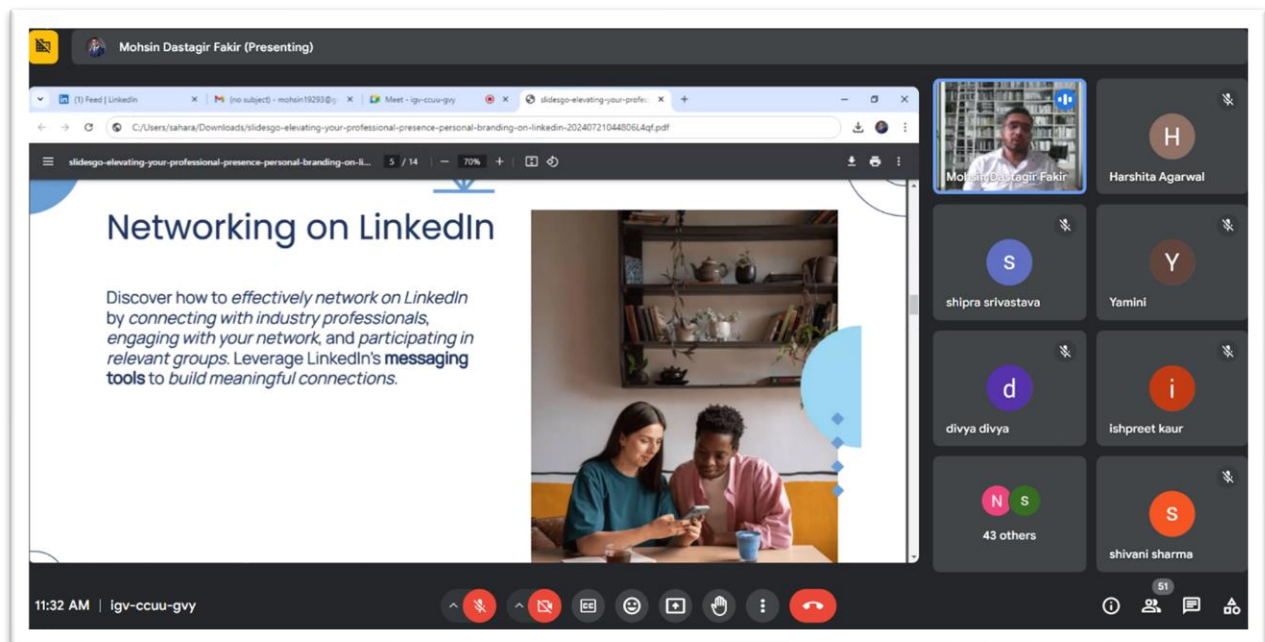 Mohsin Dastagir Fakir (Presenting)
(1) Feed | LinkedIn
(no subject) - mohsin19293@g
Meet - igv-ccuu-gvy
slidesgo-elevating-your-profes
C:/Users/sahara/Downloads/slidesgo-elevating-your-professional-presence-personal-branding-on-linkedin-20240721044806L4qf.pdf
slidesgo-elevating-your-professional-presence-personal-branding-on-li... 5 / 14 70%
Networking on LinkedIn
Discover how to effectively network on LinkedIn
by connecting with industry professionals,
engaging with your network, and participating in
relevant groups. Leverage LinkedIn's messaging
tools to build meaningful connections.
Mohsin Dastagir Fakir
H
Harshita Agarwal
s
shipra srivastava
Y
Yamini
d
divya divya
i
ishpreet kaur
N S
43 others
s
shivani sharma
11:32 AM | igv-ccuu-gvy
CC
51